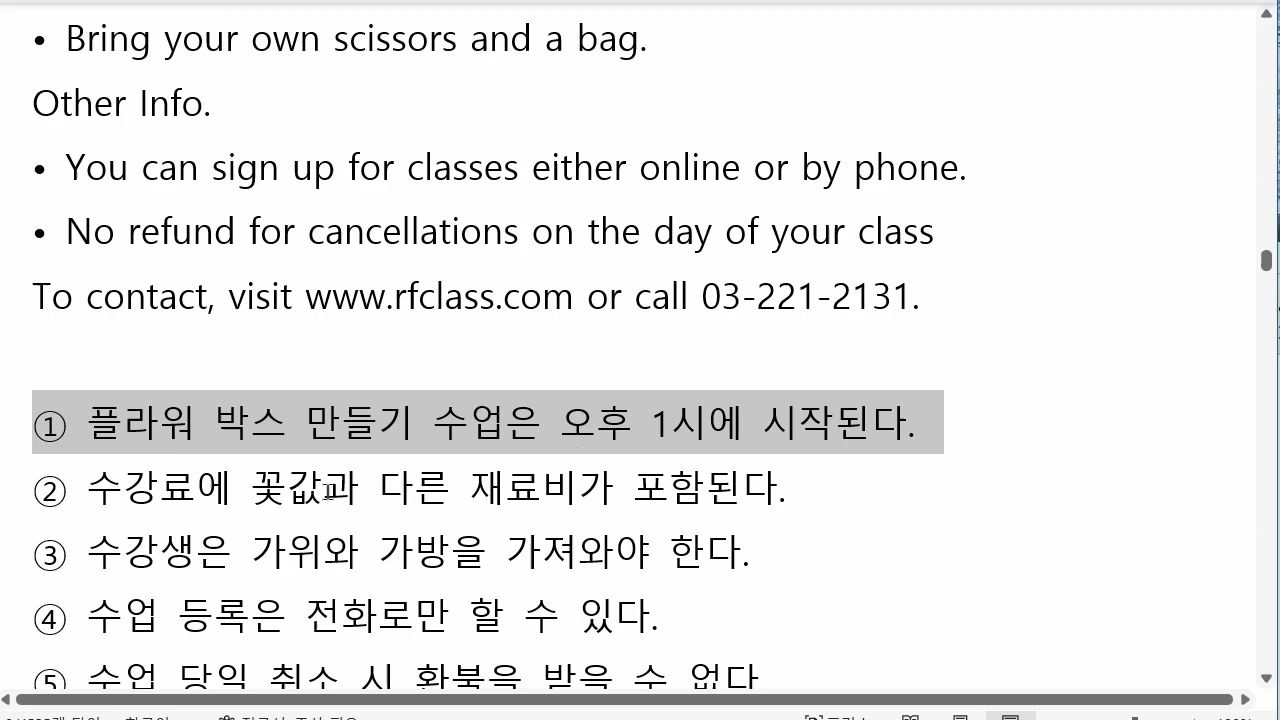 • Bring your own scissors and a bag.
Other Info.
• You can sign up for classes either online or by phone.
• No refund for cancellations on the day of your class
To contact, visit www.rfclass.com or call 03-221-2131.
① 플라워 박스 만들기 수업은 오후 1시에 시작된다.
② 수강료에 꽃값과 다른 재료비가 포함된다.
③ 수강생은 가위와 가방을 가져와야 한다.
④ 수업 등록은 전화로만 할 수 있다.
⑤ 수업 당일 취소 시 환불을 받을 수 없다